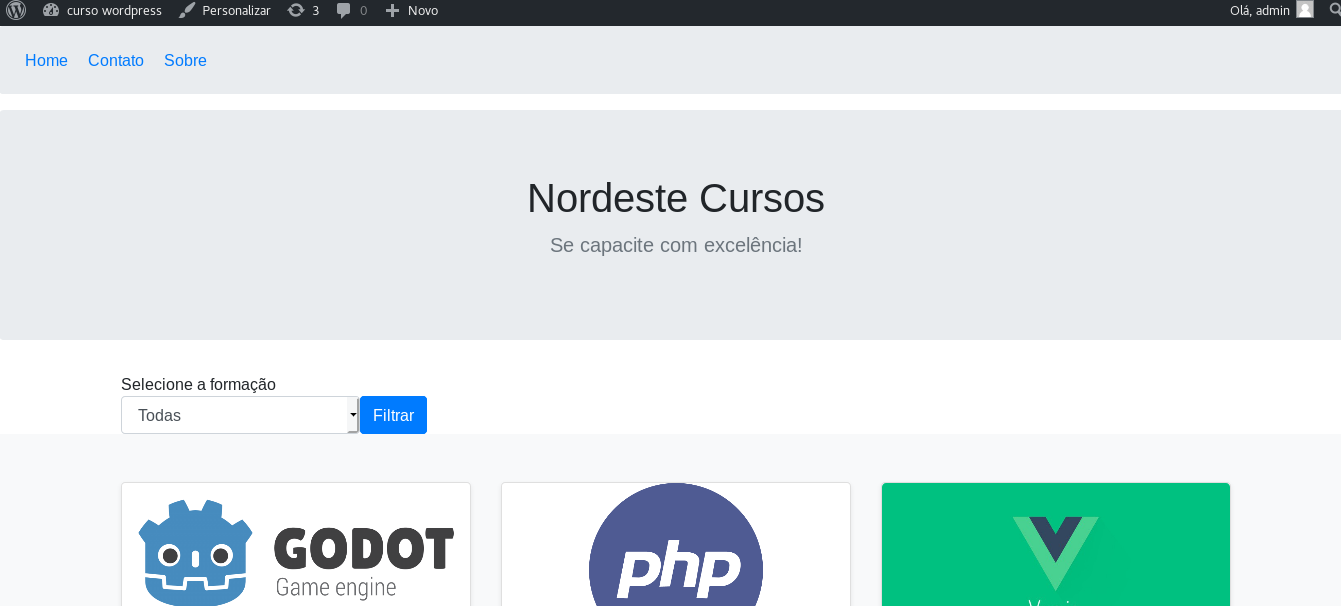 curso wordpress Personalizar 3 0 Novo Olá, admin
Home Contato Sobre
Nordeste Cursos
Se capacite com excelência!
Selecione a formação
Todas Filtrar
GODOT
Game engine
php